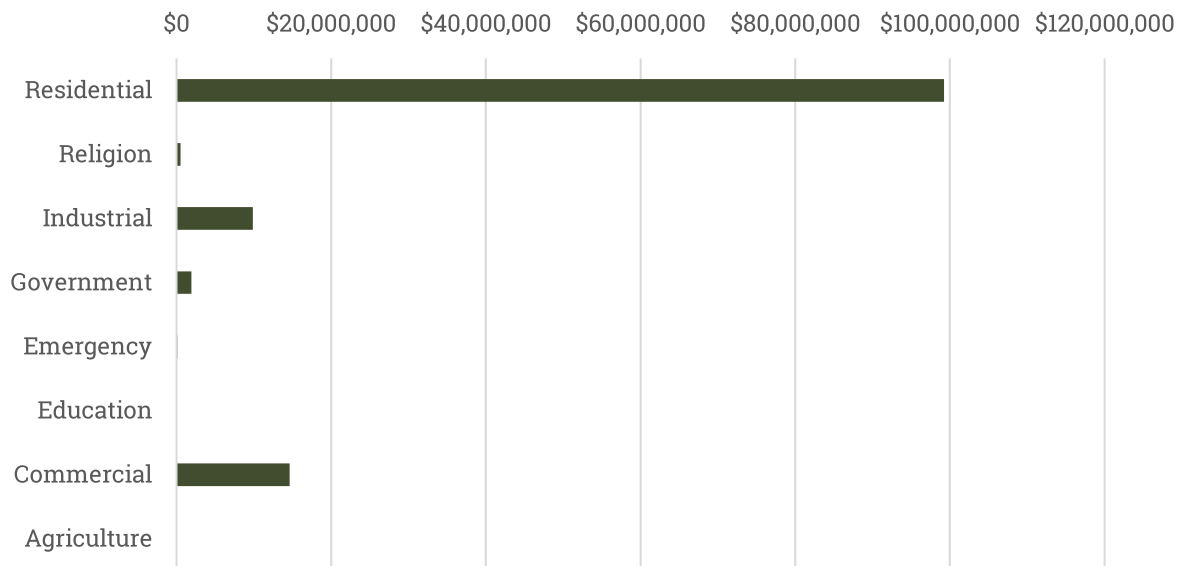 $0 $20,000,000 $40,000,000 $60,000,000 $80,000,000 $100,000,000 $120,000,000
Residential
Religion
Industrial
Government
Emergency
Education
Commercial
Agriculture